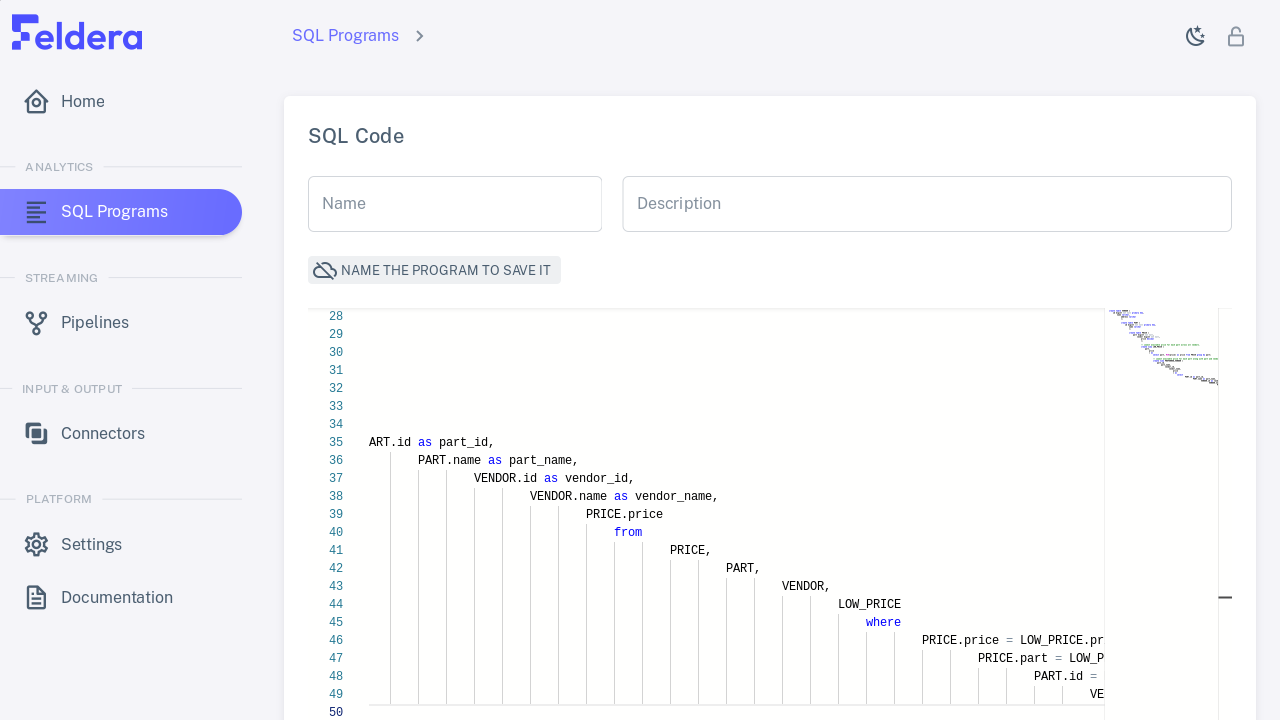 Feldera
SQL Programs
Home
ANALYTICS
SQL Programs
STREAMING
Pipelines
INPUT & OUTPUT
Connectors
PLATFORM
Settings
Documentation
SQL Code
Name
Description
NAME THE PROGRAM TO SAVE IT
28
29
30
31
32
33
34
35 ART.id as part_id,
36 PART.name as part_name,
37 VENDOR.id as vendor_id,
38 VENDOR.name as vendor_name,
39 PRICE.price
40 from
41 PRICE,
42 PART,
43 VENDOR,
44 LOW_PRICE
45 where
46 PRICE.price = LOW_PRICE.pr
47 PRICE.part = LOW_P
48 PART.id =
49 VE
50